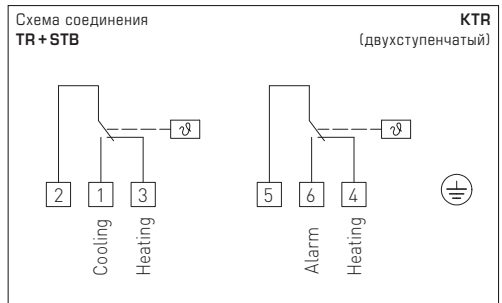 Схема соединения
TR + STB
KTR
(двухступенчатый)
ϑ
ϑ
2 1 3
5 6 4
Cooling
Heating
Alarm
Heating